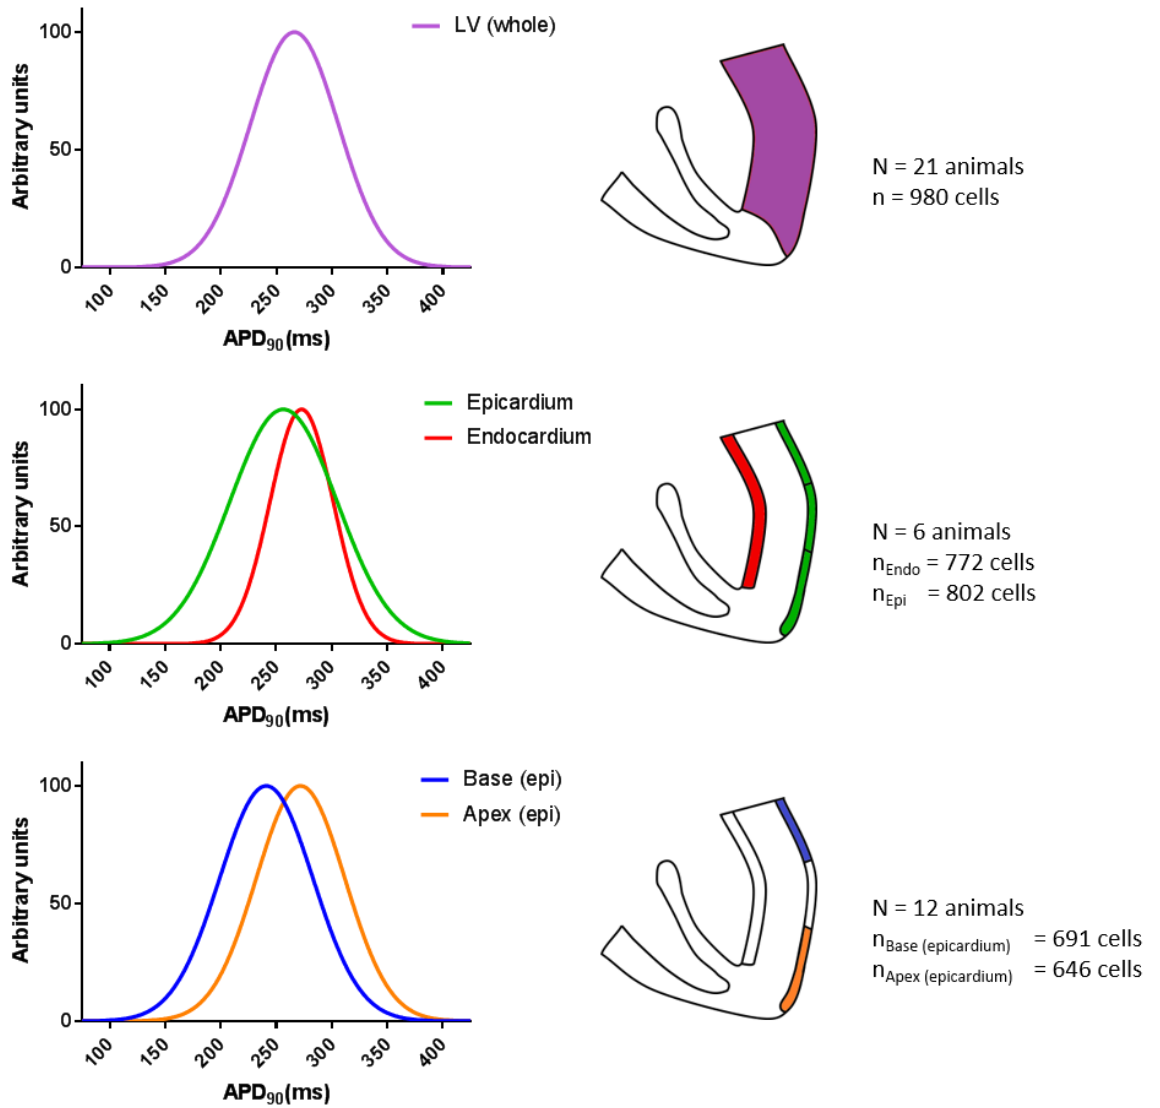 LV (whole)
Arbitrary units
100
50
0
100 150 200 250 300 350 400
APD90(ms)
N = 21 animals
n = 980 cells
Epicardium
Endocardium
Arbitrary units
100
50
0
100 150 200 250 300 350 400
APD90(ms)
N = 6 animals
nEndo = 772 cells
nEpi = 802 cells
Base (epi)
Apex (epi)
Arbitrary units
100
50
0
100 150 200 250 300 350 400
APD90(ms)
N = 12 animals
nBase (epicardium) = 691 cells
nApex (epicardium) = 646 cells